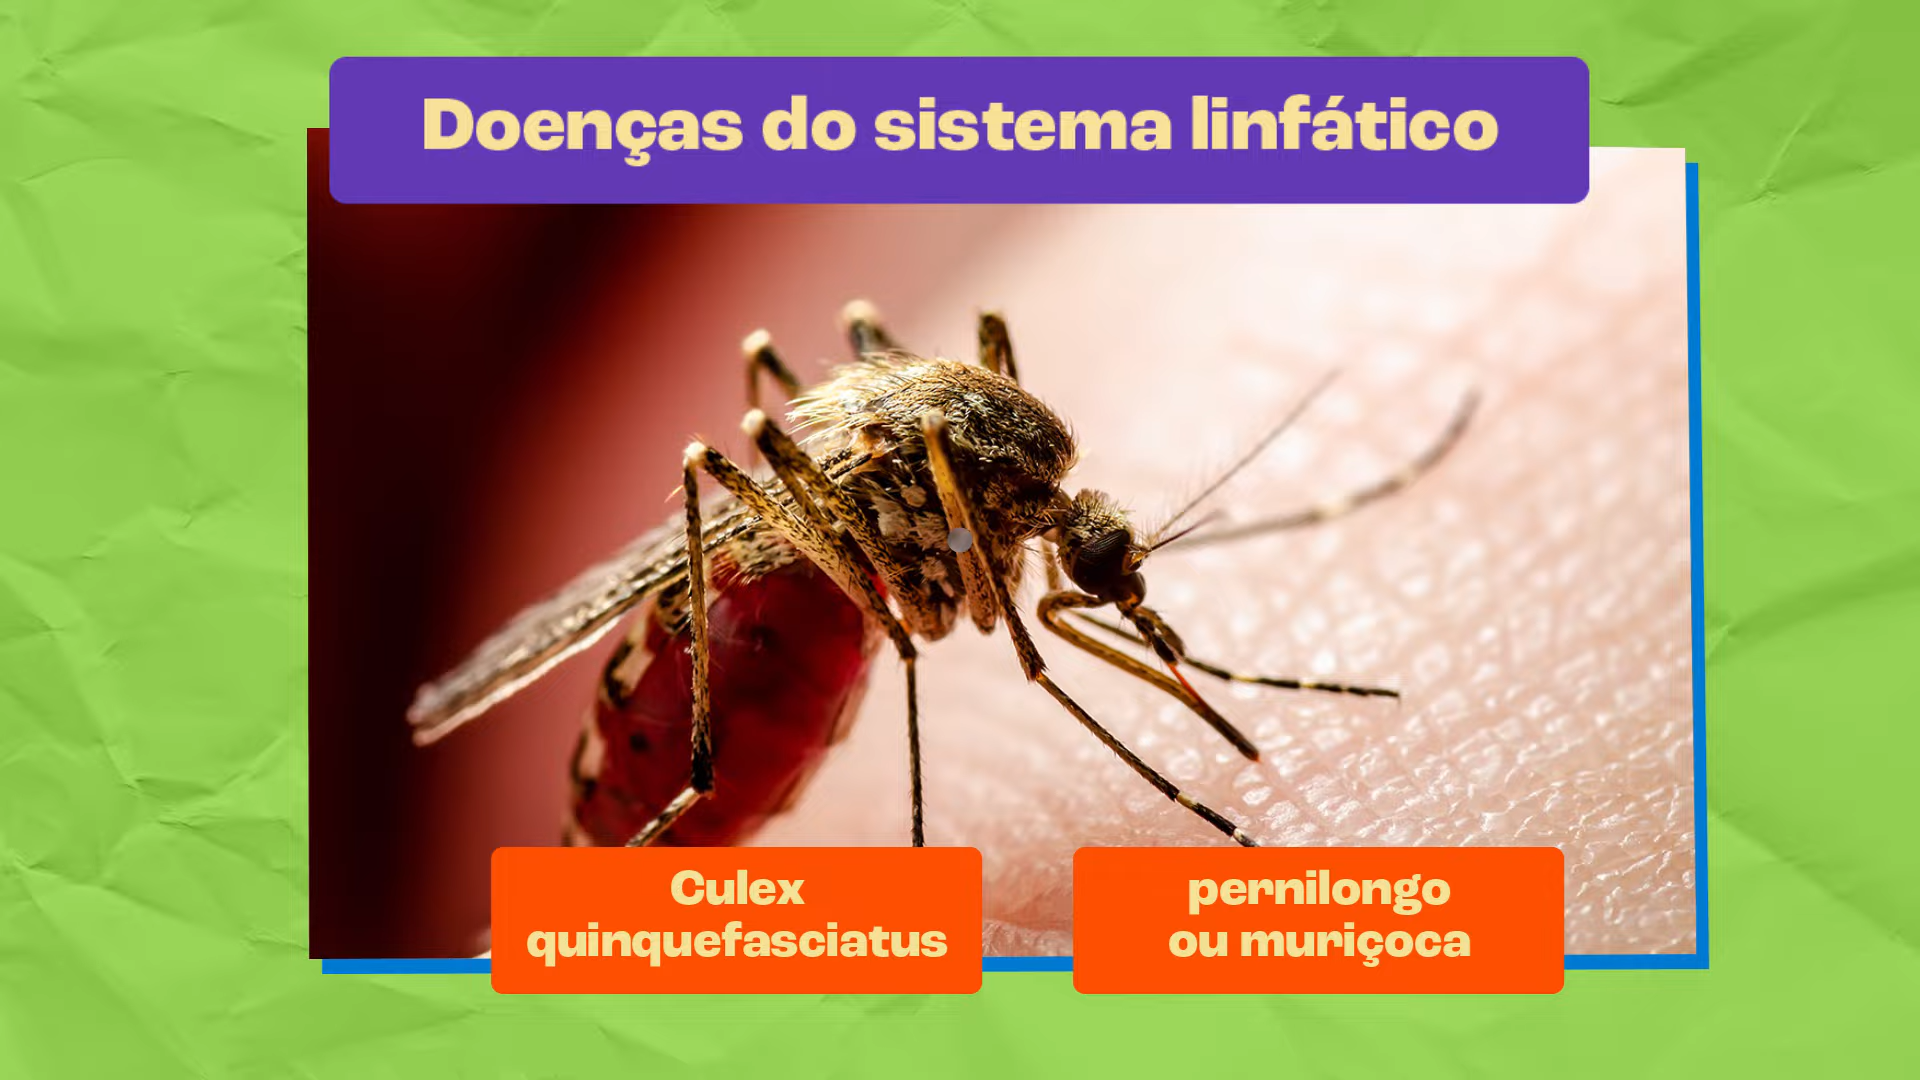 Doenças do sistema linfático
Culex
quinquefasciatus
pernilongo
ou muriçoca